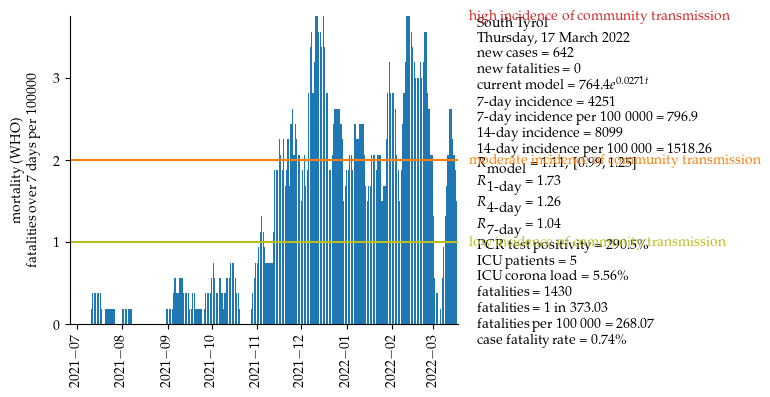 high incidence of community transmission
South Tyrol
Thursday, 17 March 2022
new cases = 642
new fatalities = 0
current model = 764.4e^0.0271t
7-day incidence = 4251
7-day incidence per 100 0000 = 796.9
14-day incidence = 8099
14-day incidence per 100 000 = 1518.26
moderate incidence of community transmission
R model = 1.11, [0.99, 1.25]
R 1-day = 1.73
R 4-day = 1.26
R 7-day = 1.04
low incidence of community transmission
PCR test positivity = 290.5%
ICU patients = 5
ICU corona load = 5.56%
fatalities = 1430
fatalities = 1 in 373.03
fatalities per 100 000 = 268.07
case fatality rate = 0.74%
mortality (WHO)
fatalities over 7 days per 100000
3
2
1
0
2021−07
2021−08
2021−09
2021−10
2021−11
2021−12
2022−01
2022−02
2022−03